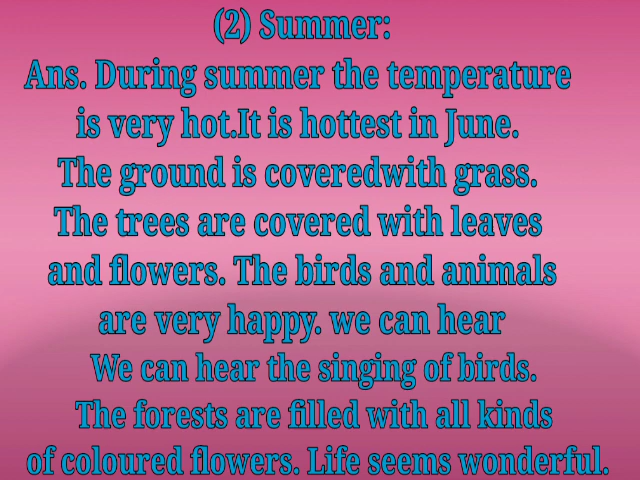 (2) Summer:
Ans. During summer the temperature
is very hot.It is hottest in June.
The ground is coveredwith grass.
The trees are covered with leaves
and flowers. The birds and animals
are very happy. we can hear
We can hear the singing of birds.
The forests are filled with all kinds
of coloured flowers. Life seems wonderful.